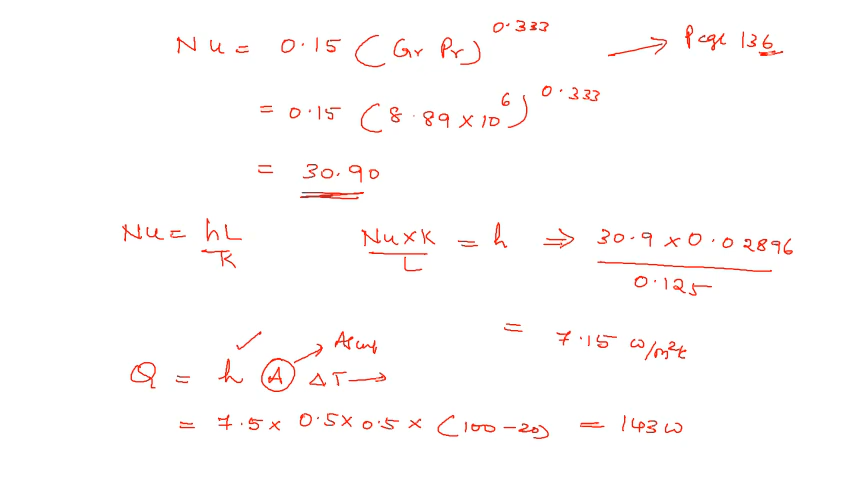 Nu = 0.15 (Gr Pr)^0.333 → Page 136
= 0.15 (8.89 × 10^6)^0.333
= 30.90
Nu = hL/K   Nu×K/L = h ⇒ 30.9 × 0.02896/0.125
= 7.15 w/m²k
Q = h A ΔT →
= 7.5 × 0.5 × 0.5 × (100 - 20) = 143 w